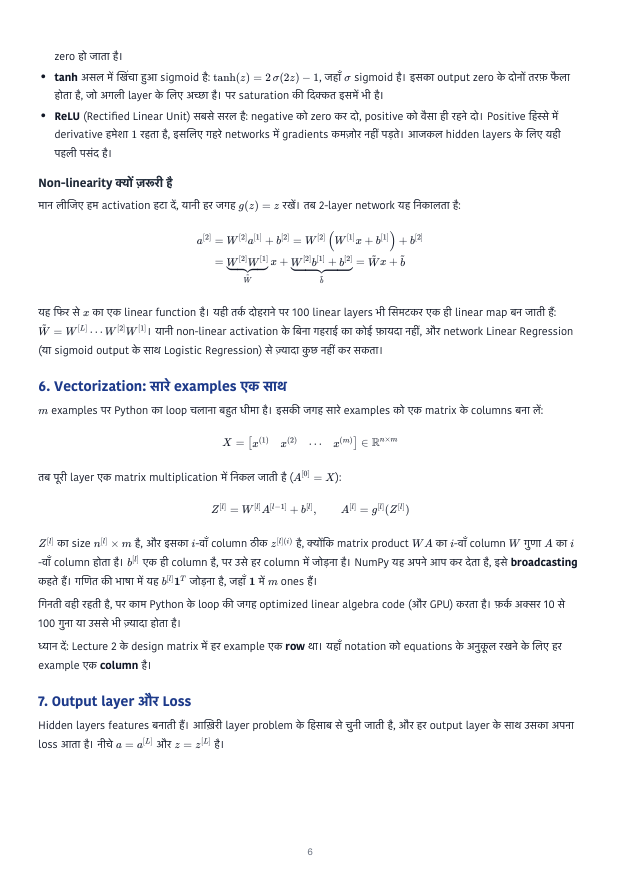 zero हो जाता है।
• tanh असल में खिंचा हुआ sigmoid है: tanh(z) = 2 σ(2z) − 1, जहाँ σ sigmoid है। इसका output zero के दोनों तरफ़ फैला
होता है, जो अगली layer के लिए अच्छा है। पर saturation की दिक्कत इसमें भी है।
• ReLU (Rectified Linear Unit) सबसे सरल है: negative को zero कर दो, positive को वैसा ही रहने दो। Positive हिस्से में
derivative हमेशा 1 रहता है, इसलिए गहरे networks में gradients कमज़ोर नहीं पड़ते। आजकल hidden layers के लिए यही
पहली पसंद है।
Non-linearity क्यों ज़रूरी है
मान लीजिए हम activation हटा दें, यानी हर जगह g(z) = z रखें। तब 2-layer network यह निकालता है:
a^{[2]} = W^{[2]}a^{[1]} + b^{[2]} = W^{[2]} (W^{[1]}x + b^{[1]}) + b^{[2]}
= \underbrace{W^{[2]}W^{[1]}}_{\tilde{W}} x + \underbrace{W^{[2]}b^{[1]} + b^{[2]}}_{\tilde{b}} = W̃x + b̃
यह फिर से x का एक linear function है। यही तर्क दोहराने पर 100 linear layers भी सिमटकर एक ही linear map बन जाती हैं:
W̃ = W^{[L]} ⋯ W^{[2]}W^{[1]}। यानी non-linear activation के बिना गहराई का कोई फ़ायदा नहीं, और network Linear Regression
(या sigmoid output के साथ Logistic Regression) से ज़्यादा कुछ नहीं कर सकता।
6. Vectorization: सारे examples एक साथ
m examples पर Python का loop चलाना बहुत धीमा है। इसकी जगह सारे examples को एक matrix के columns बना लें:
X = [x^{(1)} x^{(2)} ⋯ x^{(m)}] ∈ ℝ^{n×m}
तब पूरी layer एक matrix multiplication में निकल जाती है (A^{[0]} = X):
Z^{[l]} = W^{[l]}A^{[l−1]} + b^{[l]}, A^{[l]} = g^{[l]}(Z^{[l]})
Z^{[l]} का size n^{[l]} × m है, और इसका i-वाँ column ठीक z^{[l](i)} है, क्योंकि matrix product WA का i-वाँ column W गुणा A का i
-वाँ column होता है। b^{[l]} एक ही column है, पर उसे हर column में जोड़ना है। NumPy यह अपने आप कर देता है, इसे broadcasting
कहते हैं। गणित की भाषा में यह b^{[l]}1^T जोड़ना है, जहाँ 1 में m ones हैं।
गिनती वही रहती है, पर काम Python के loop की जगह optimized linear algebra code (और GPU) करता है। फ़र्क अक्सर 10 से
100 गुना या उससे भी ज़्यादा होता है।
ध्यान दें: Lecture 2 के design matrix में हर example एक row था। यहाँ notation को equations के अनुकूल रखने के लिए हर
example एक column है।
7. Output layer और Loss
Hidden layers features बनाती हैं। आख़िरी layer problem के हिसाब से चुनी जाती है, और हर output layer के साथ उसका अपना
loss आता है। नीचे a = a^{[L]} और z = z^{[L]} है।
6